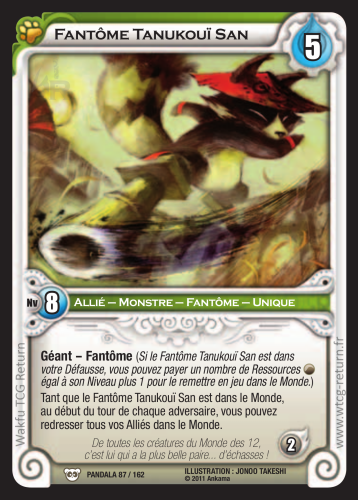 Fantôme Tanukouï San
5
Nv 8
Allié – Monstre – Fantôme – Unique
Géant – Fantôme (Si le Fantôme Tanukouï San est dans
votre Défausse, vous pouvez payer un nombre de Ressources
égal à son Niveau plus 1 pour le remettre en jeu dans le Monde.)
Tant que le Fantôme Tanukouï San est dans le Monde,
au début du tour de chaque adversaire, vous pouvez
redresser tous vos Alliés dans le Monde.
De toutes les créatures du Monde des 12,
c'est lui qui a la plus belle paire... d'échasses !
2
PANDALA 87 / 162
ILLUSTRATION : JONOO TAKESHI
© 2011 Ankama
Wakfu TCG Return
www.wtcg-return.fr